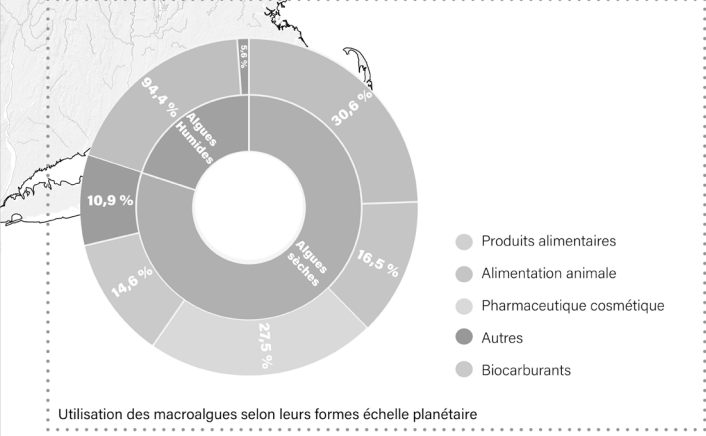 5,6 %
94,4 %
30,6 %
Algues
Humides
10,9 %
16,5 %
Algues
sèches
14,6 %
27,5 %
Produits alimentaires
Alimentation animale
Pharmaceutique cosmétique
Autres
Biocarburants
Utilisation des macroalgues selon leurs formes échelle planétaire